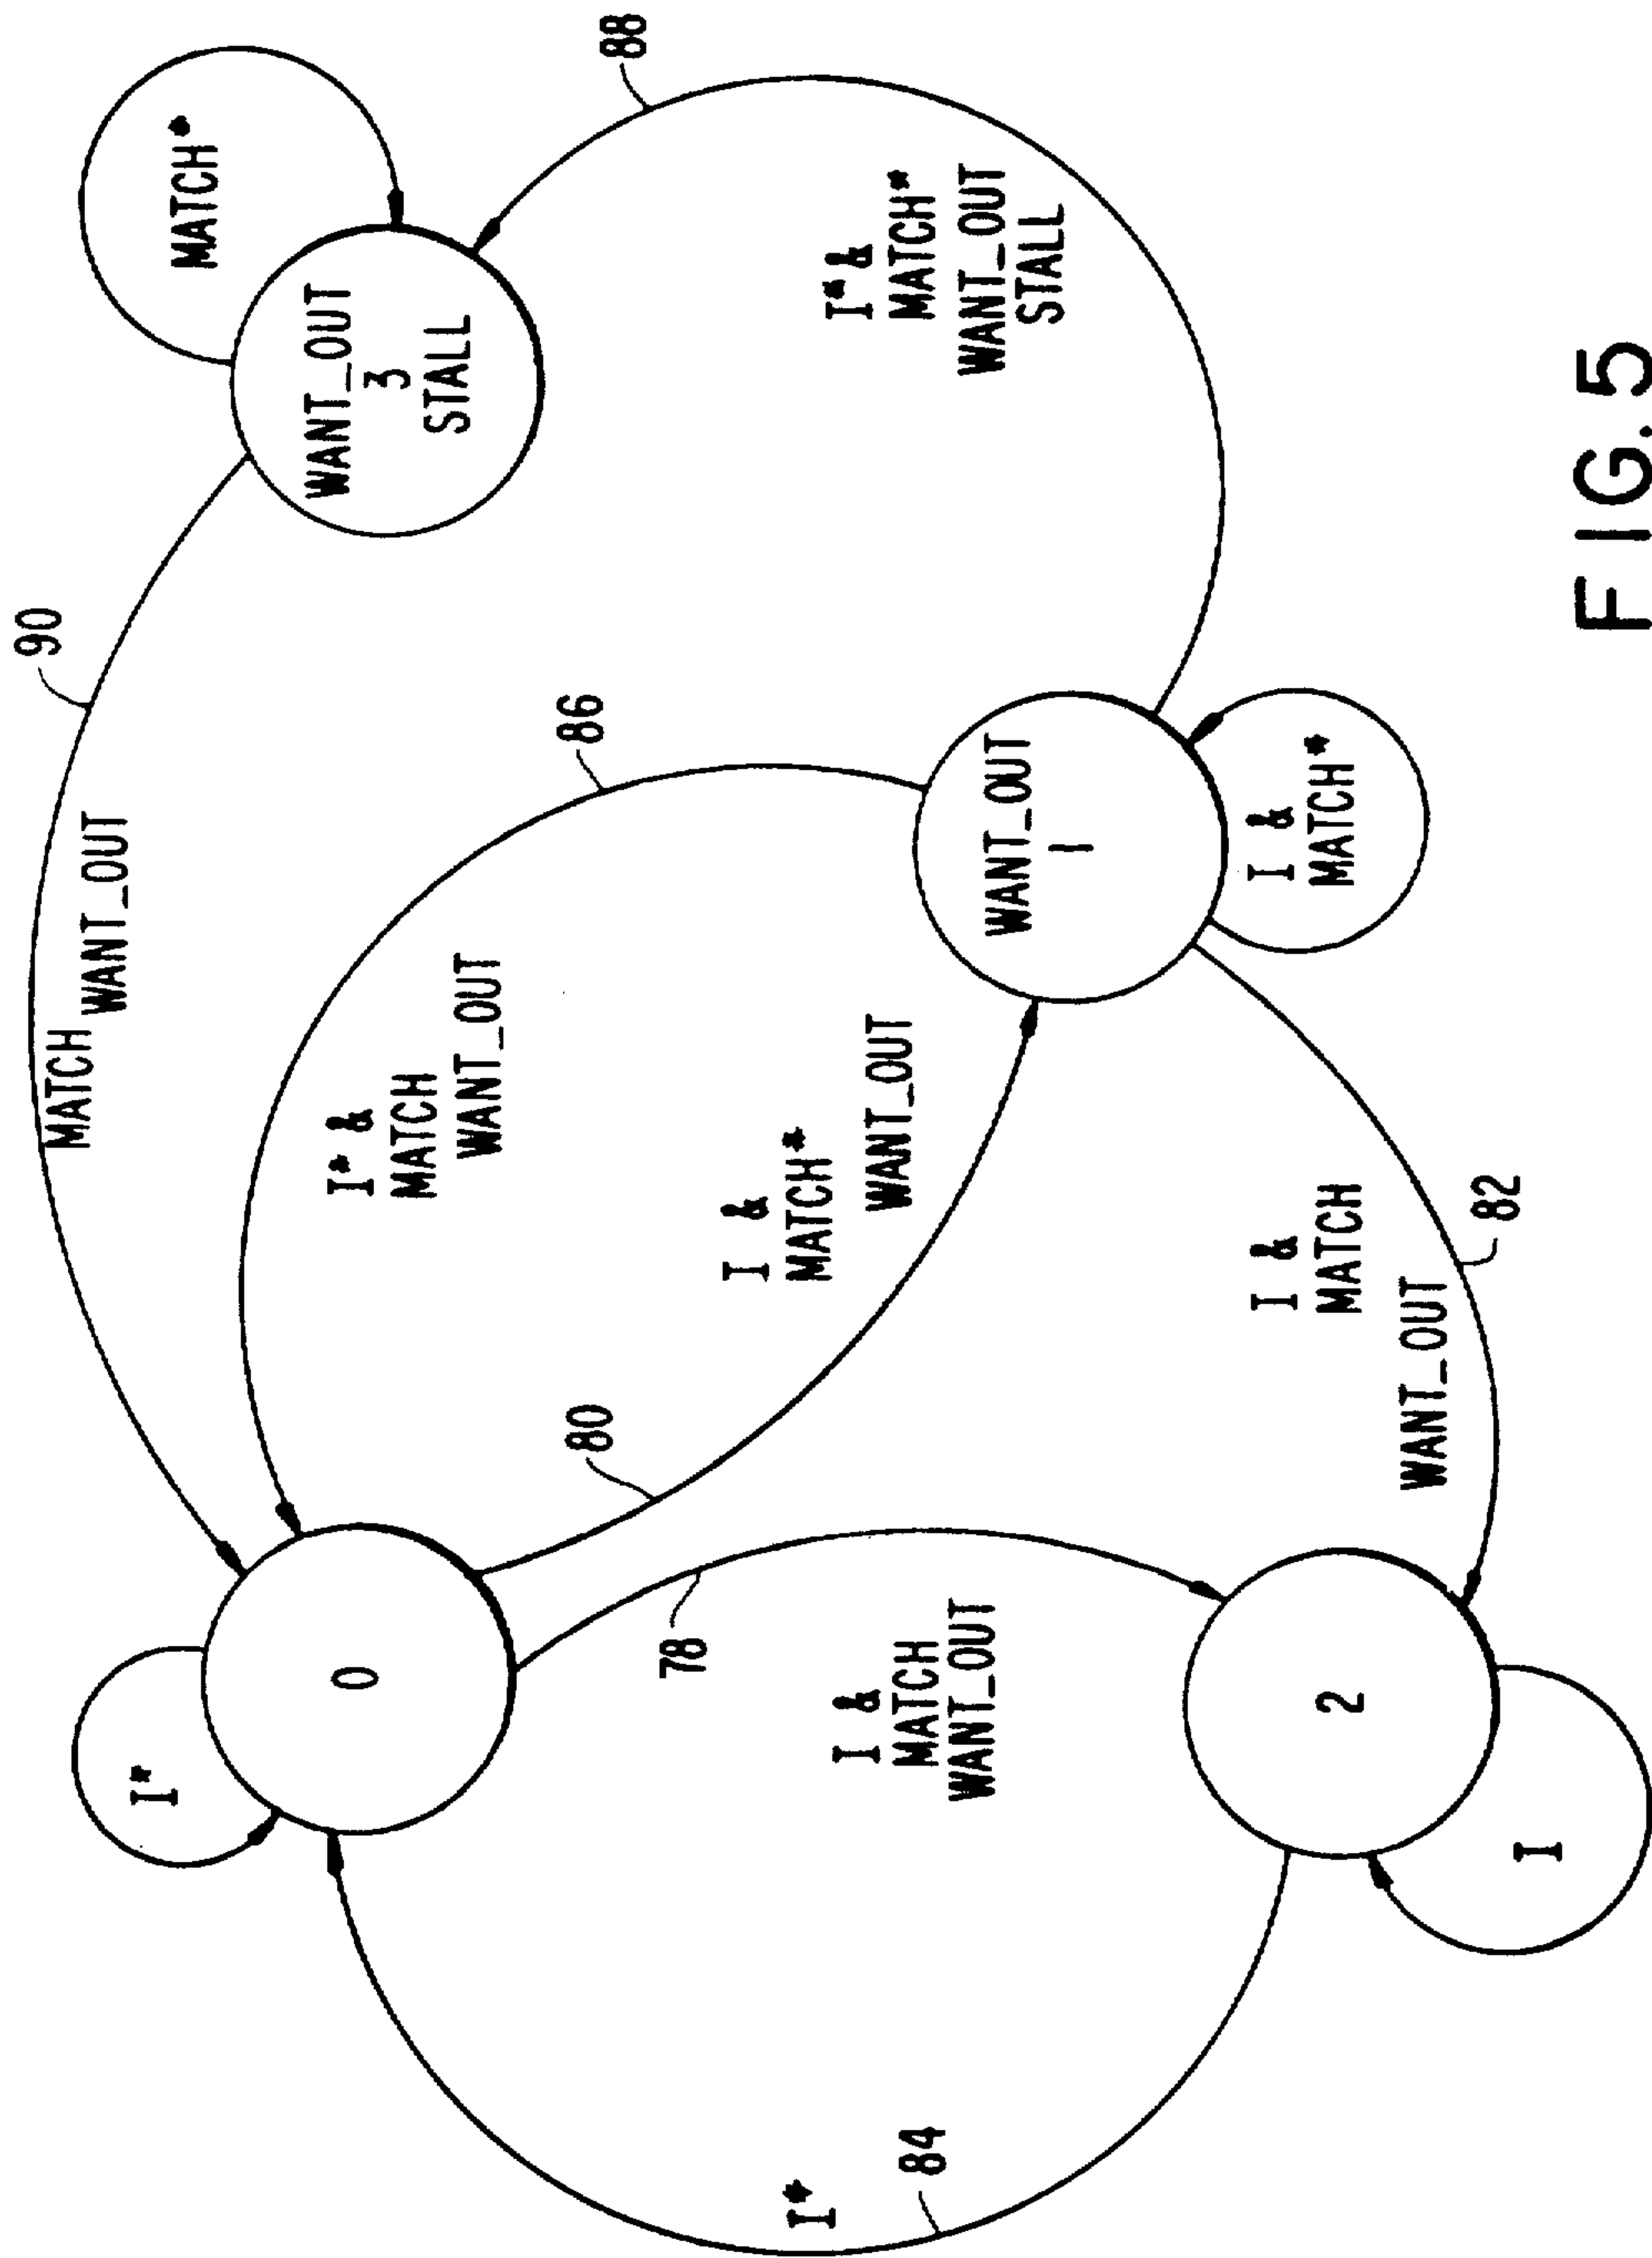 90
MATCH
WANT_OUT
MATCH*
WANT_OUT
3
STALL
88
I* &
MATCH*
WANT_OUT
STALL
86
I* &
MATCH
WANT_OUT
I*
0
80
I &
MATCH*
WANT_OUT
WANT_OUT
1
I &
MATCH*
78
I &
MATCH
WANT_OUT
I &
MATCH
WANT_OUT
82
2
I
I*
84
FIG.5